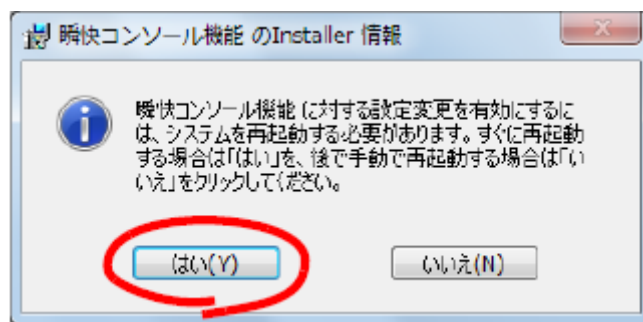 瞬快コンソール機能 のInstaller 情報
瞬快コンソール機能 に対する設定変更を有効にするに
は、システムを再起動する必要があります。すぐに再起動
する場合は「はい」を、後で手動で再起動する場合は「い
いえ」をクリックしてください。
はい(Y)
いいえ(N)